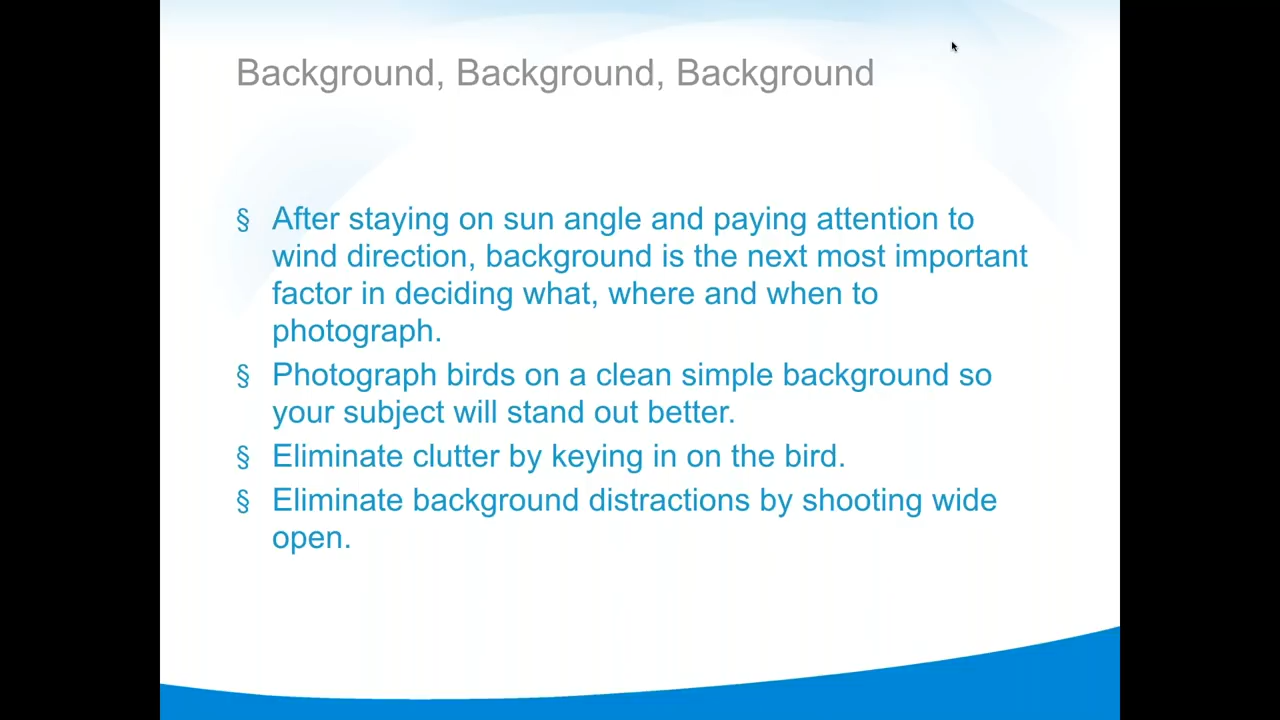 Background, Background, Background
§ After staying on sun angle and paying attention to
wind direction, background is the next most important
factor in deciding what, where and when to
photograph.
§ Photograph birds on a clean simple background so
your subject will stand out better.
§ Eliminate clutter by keying in on the bird.
§ Eliminate background distractions by shooting wide
open.